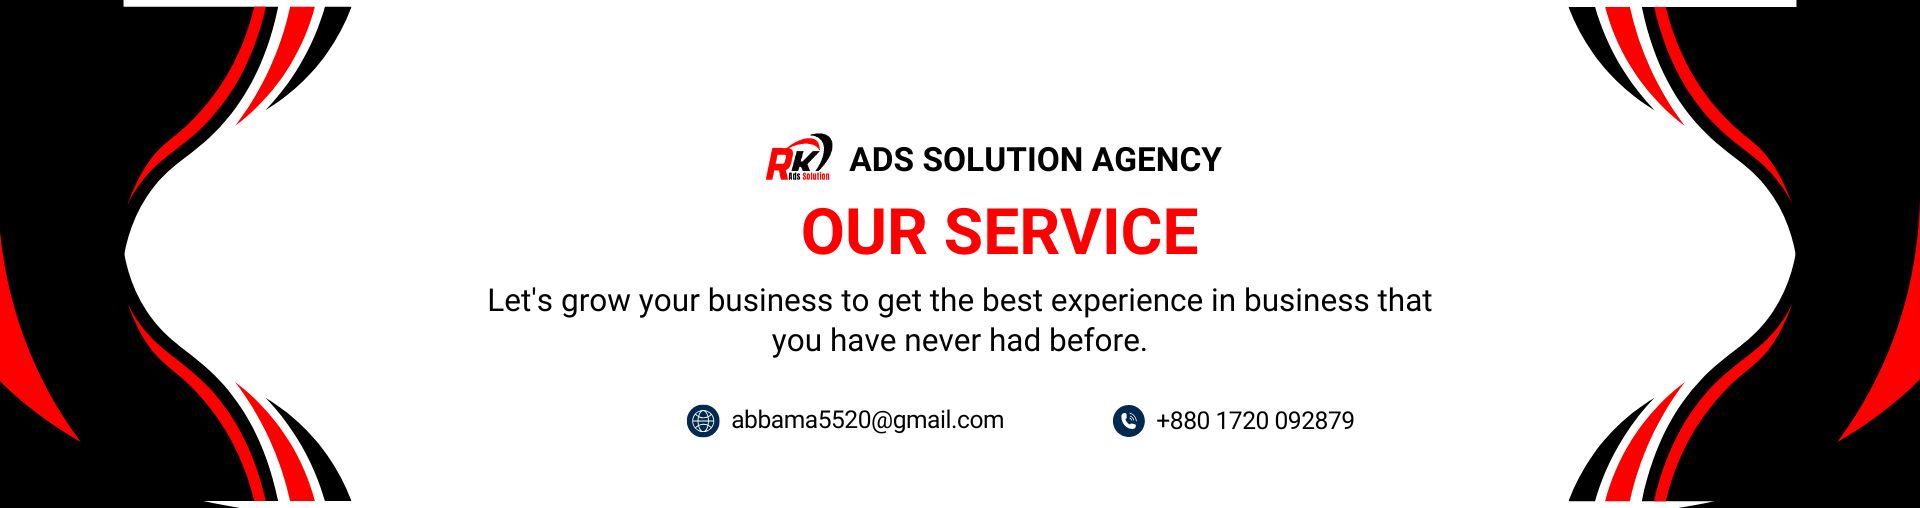 RK Ads Solution
ADS SOLUTION AGENCY
OUR SERVICE
Let's grow your business to get the best experience in business that
you have never had before.
abbama5520@gmail.com
+880 1720 092879